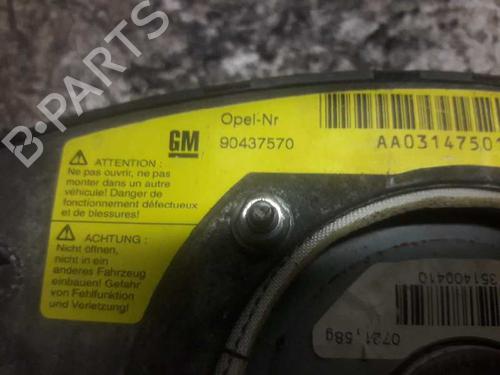 B-PARTS
Opel-Nr
GM
90437570
AA03147501
ATTENTION :
Ne pas ouvrir, ne pas
monter dans un autre
véhicule! Danger de
fonctionnement défectueux
et de blessures!
ACHTUNG :
Nicht öffnen,
nicht in ein
anderes Fahrzeug
einbauen! Gefahr
von Fehlfunktion
und Verletzung!
351400410
0721,58g